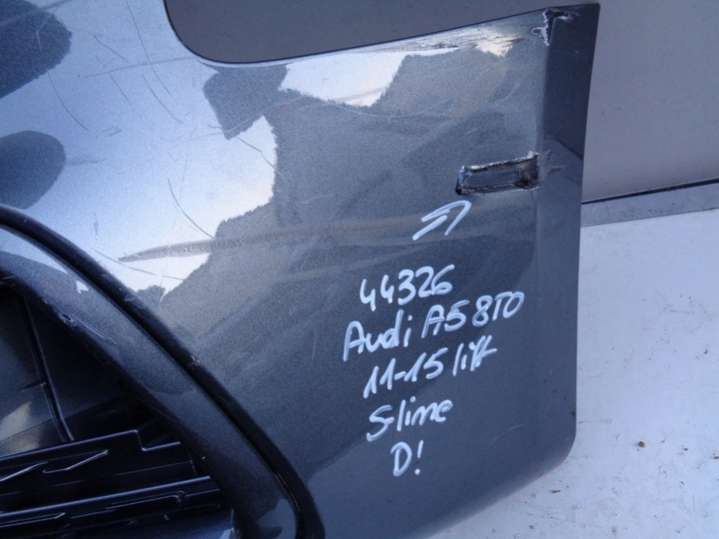 44326
Audi A5 8T0
11-15 lift
S-line
D!